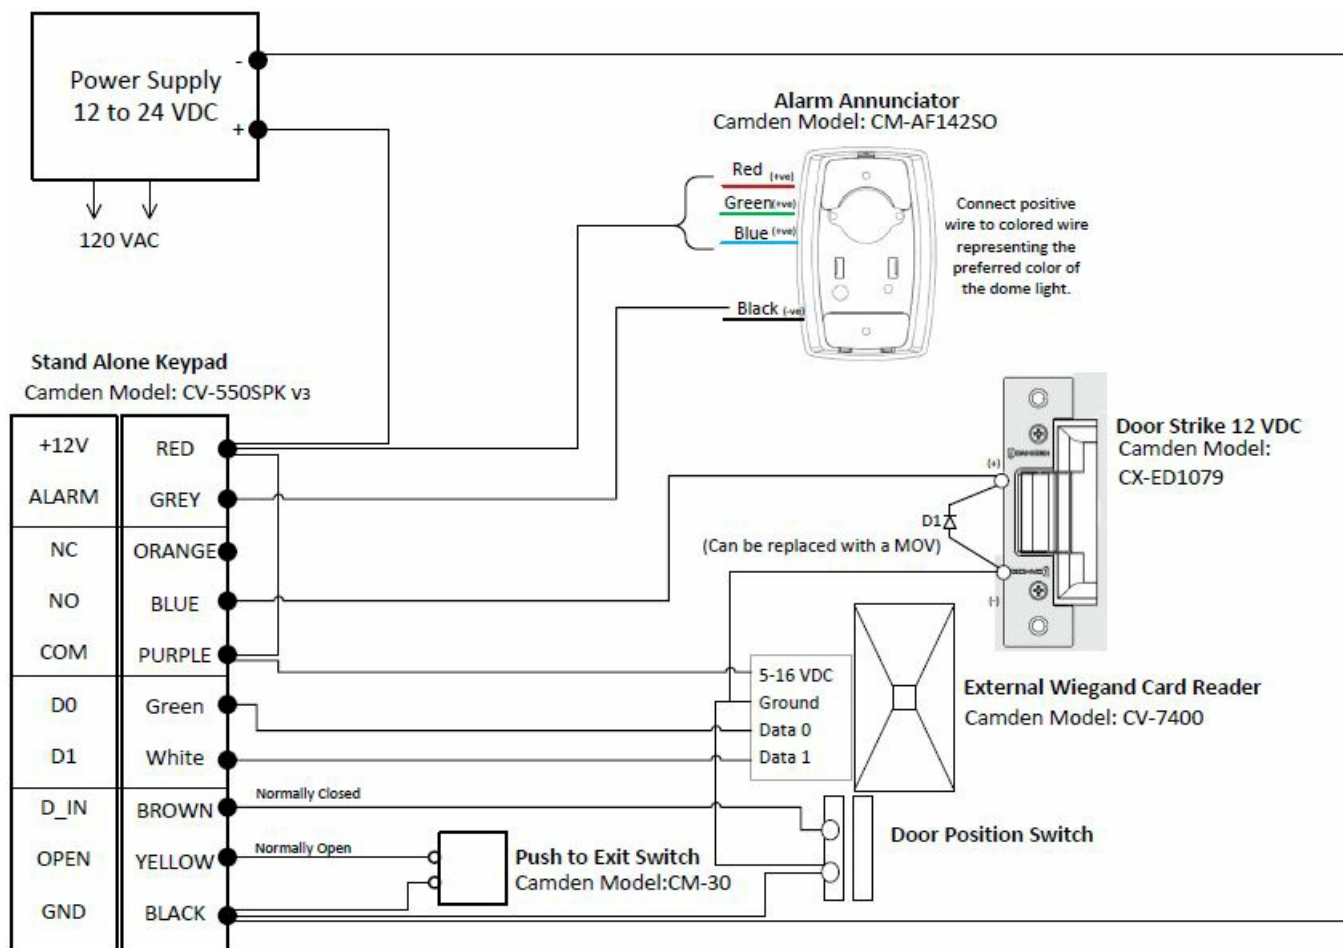 Power Supply
12 to 24 VDC
-
+
120 VAC
Alarm Annunciator
Camden Model: CM-AF142SO
Red (+ve)
Green(+ve)
Blue (+ve)
Black (-ve)
Connect positive
wire to colored wire
representing the
preferred color of
the dome light.
Stand Alone Keypad
Camden Model: CV-550SPK v3
+12V RED
ALARM GREY
NC ORANGE
NO BLUE
COM PURPLE
D0 Green
D1 White
D_IN BROWN
OPEN YELLOW
GND BLACK
Door Strike 12 VDC
Camden Model:
CX-ED1079
(+)
CAMDEN
D1
(Can be replaced with a MOV)
(-)
5-16 VDC
Ground
Data 0
Data 1
External Wiegand Card Reader
Camden Model: CV-7400
Normally Closed
Door Position Switch
Normally Open
Push to Exit Switch
Camden Model:CM-30